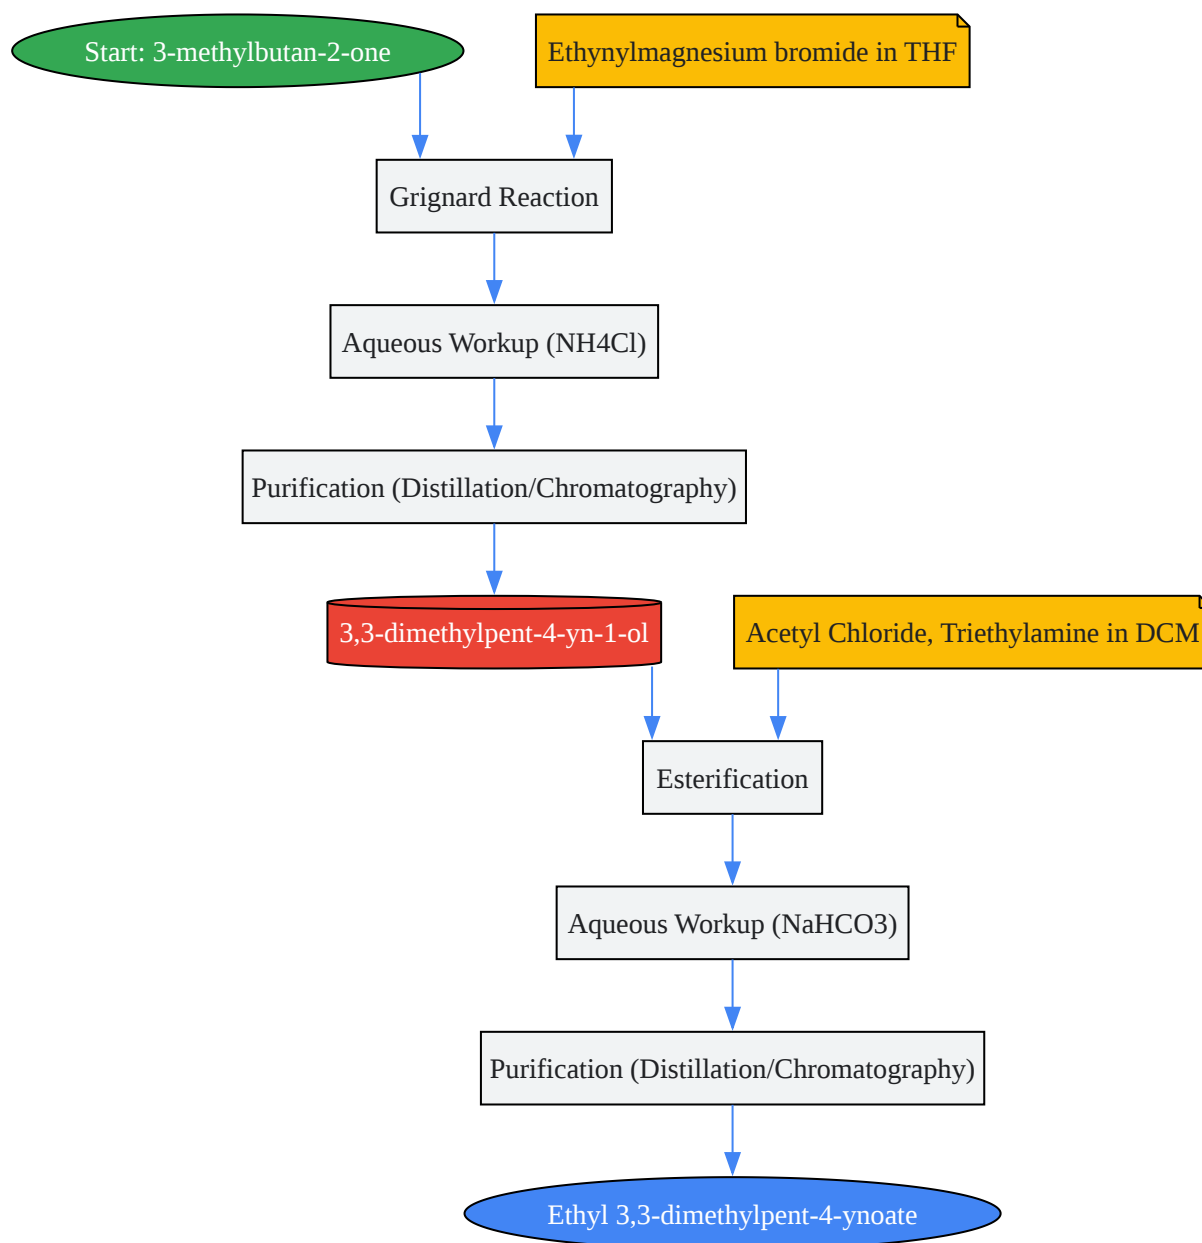 Start: 3-methylbutan-2-one
Ethynylmagnesium bromide in THF
Grignard Reaction
Aqueous Workup (NH4Cl)
Purification (Distillation/Chromatography)
3,3-dimethylpent-4-yn-1-ol
Acetyl Chloride, Triethylamine in DCM
Esterification
Aqueous Workup (NaHCO3)
Purification (Distillation/Chromatography)
Ethyl 3,3-dimethylpent-4-ynoate